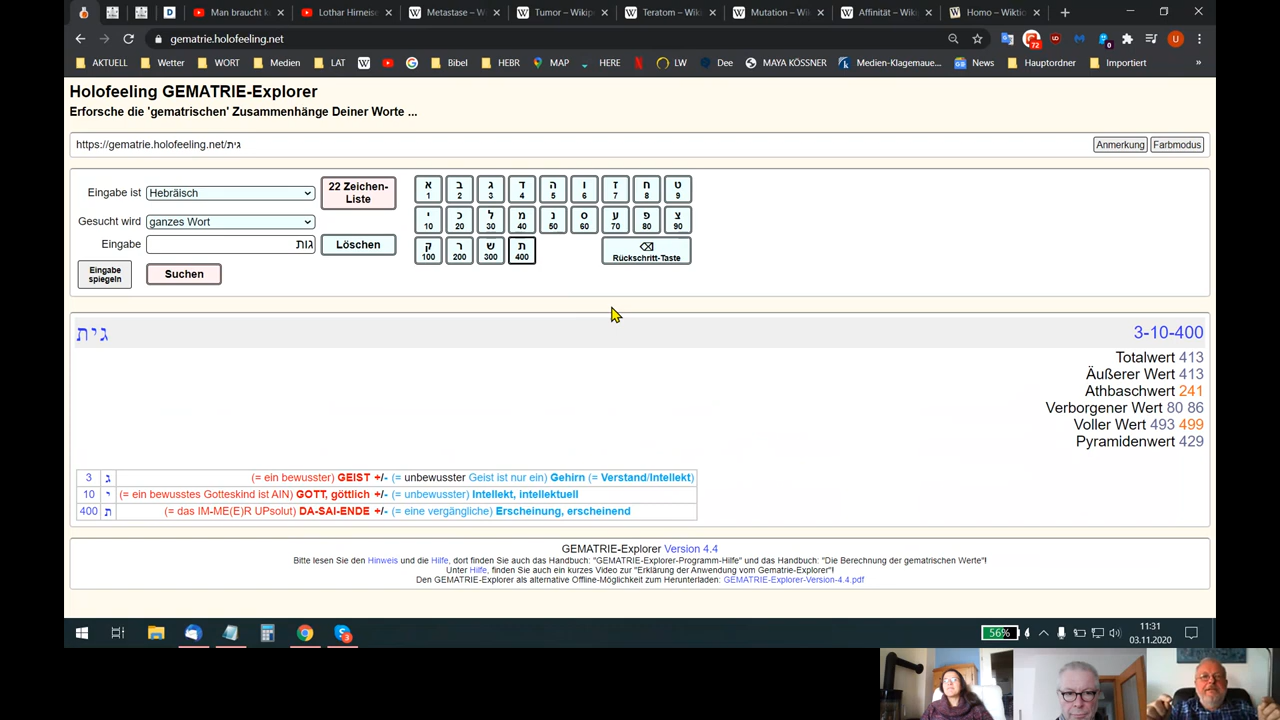 Man braucht k
Lothar Hirneis
Metastase – W
Tumor – Wikip
Teratom – Wiki
Mutation – Wi
Affinität – Wik
Homo – Wiktio
gematrie.holofeeling.net
72
0
U
AKTUELL Wetter WORT Medien LAT Bibel HEBR MAP HERE LW Dee MAYA KÖSSNER Medien-Klagemaue... News Hauptordner Importiert »
Holofeeling GEMATRIE-Explorer
Erforsche die 'gematrischen' Zusammenhänge Deiner Worte ...
https://gematrie.holofeeling.net/גית Anmerkung Farbmodus
Eingabe ist Hebräisch 22 Zeichen-Liste
Gesucht wird ganzes Wort
Eingabe גות Löschen
Eingabe spiegeln Suchen
א ב ג ד ה ו ז ח ט
1 2 3 4 5 6 7 8 9
י כ ל מ נ ס ע פ צ
10 20 30 40 50 60 70 80 90
ק ר ש ת ⌫
100 200 300 400 Rückschritt-Taste
גית 3-10-400
Totalwert 413
Äußerer Wert 413
Athbaschwert 241
Verborgener Wert 80 86
Voller Wert 493 499
Pyramidenwert 429
3 ג (= ein bewusster) GEIST +/- (= unbewusster Geist ist nur ein) Gehirn (= Verstand/Intellekt)
10 י (= ein bewusstes Gotteskind ist AIN) GOTT, göttlich +/- (= unbewusster) Intellekt, intellektuell
400 ת (= das IM-ME(E)R UPsolut) DA-SAI-ENDE +/- (= eine vergängliche) Erscheinung, erscheinend
GEMATRIE-Explorer Version 4.4
Bitte lesen Sie den Hinweis und die Hilfe, dort finden Sie auch das Handbuch: "GEMATRIE-Explorer-Programm-Hilfe" und das Handbuch: "Die Berechnung der gematrischen Werte"!
Unter Hilfe, finden Sie auch ein kurzes Video zur "Erklärung der Anwendung vom Gematrie-Explorer"!
Den GEMATRIE-Explorer als alternative Offline-Möglichkeit zum Herunterladen: GEMATRIE-Explorer-Version-4.4.pdf
56%
11:31
03.11.2020